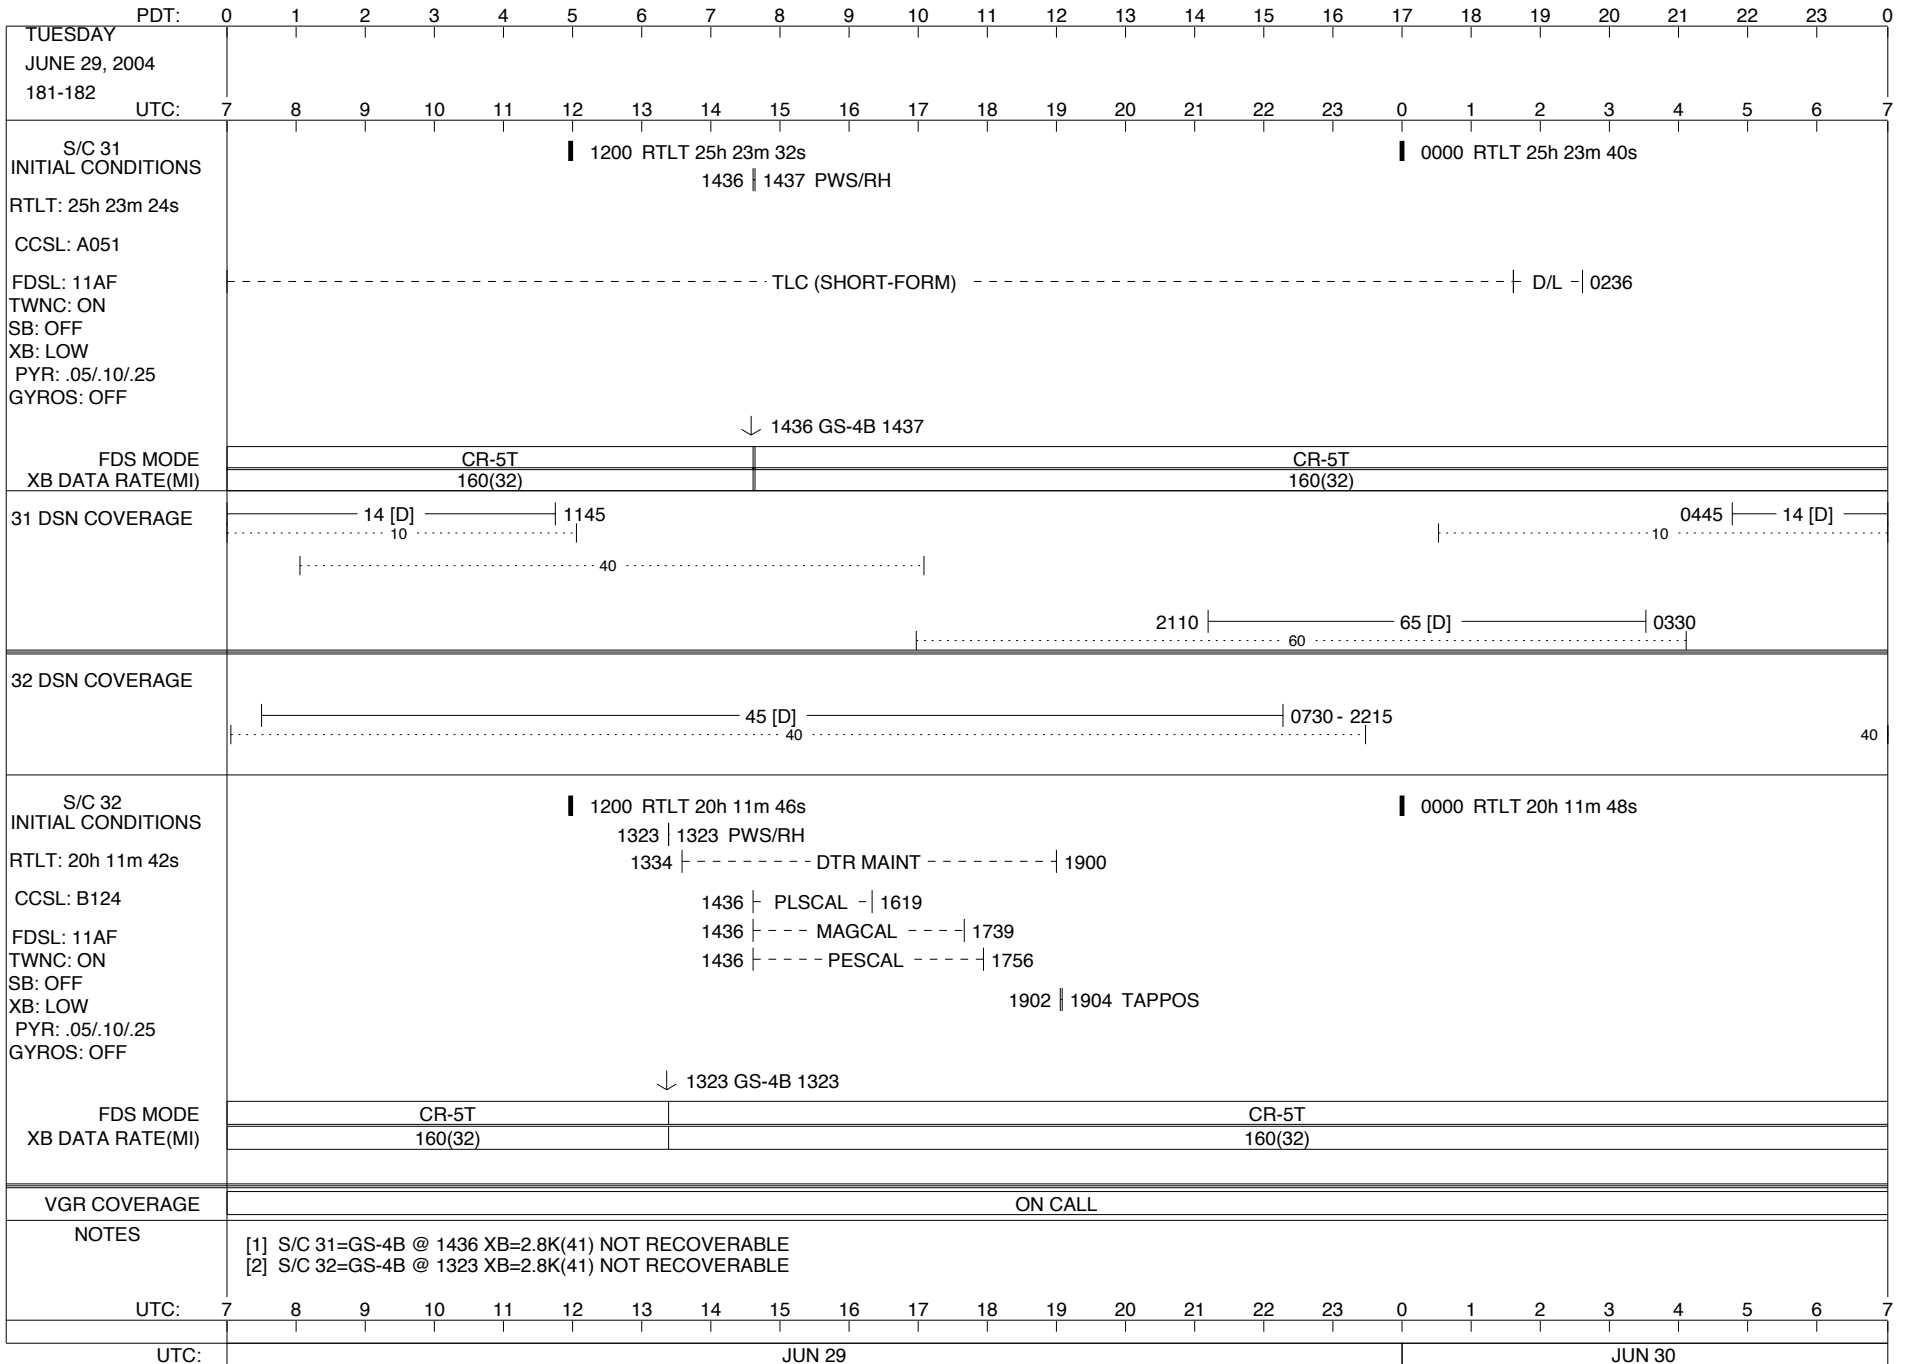 PDT: 0 1 2 3 4 5 6 7 8 9 10 11 12 13 14 15 16 17 18 19 20 21 22 23 0
TUESDAY
JUNE 29, 2004
181-182
UTC: 7 8 9 10 11 12 13 14 15 16 17 18 19 20 21 22 23 0 1 2 3 4 5 6 7
S/C 31
INITIAL CONDITIONS
1200 RTLT 25h 23m 32s
0000 RTLT 25h 23m 40s
1436 1437 PWS/RH
RTLT: 25h 23m 24s
CCSL: A051
FDSL: 11AF
TLC (SHORT-FORM) D/L 0236
TWNC: ON
SB: OFF
XB: LOW
PYR: .05/.10/.25
GYROS: OFF
1436 GS-4B 1437
FDS MODE CR-5T CR-5T
XB DATA RATE(MI) 160(32) 160(32)
31 DSN COVERAGE
14 [D] 1145 0445 14 [D]
10 10
40
2110 65 [D] 0330
60
32 DSN COVERAGE
45 [D] 0730 - 2215
40 40
S/C 32
INITIAL CONDITIONS
1200 RTLT 20h 11m 46s
0000 RTLT 20h 11m 48s
1323 1323 PWS/RH
RTLT: 20h 11m 42s
1334 DTR MAINT 1900
CCSL: B124
1436 PLSCAL 1619
FDSL: 11AF
1436 MAGCAL 1739
TWNC: ON
1436 PESCAL 1756
SB: OFF
XB: LOW
1902 1904 TAPPOS
PYR: .05/.10/.25
GYROS: OFF
1323 GS-4B 1323
FDS MODE CR-5T CR-5T
XB DATA RATE(MI) 160(32) 160(32)
VGR COVERAGE ON CALL
NOTES
[1] S/C 31=GS-4B @ 1436 XB=2.8K(41) NOT RECOVERABLE
[2] S/C 32=GS-4B @ 1323 XB=2.8K(41) NOT RECOVERABLE
UTC: 7 8 9 10 11 12 13 14 15 16 17 18 19 20 21 22 23 0 1 2 3 4 5 6 7
UTC: JUN 29 JUN 30